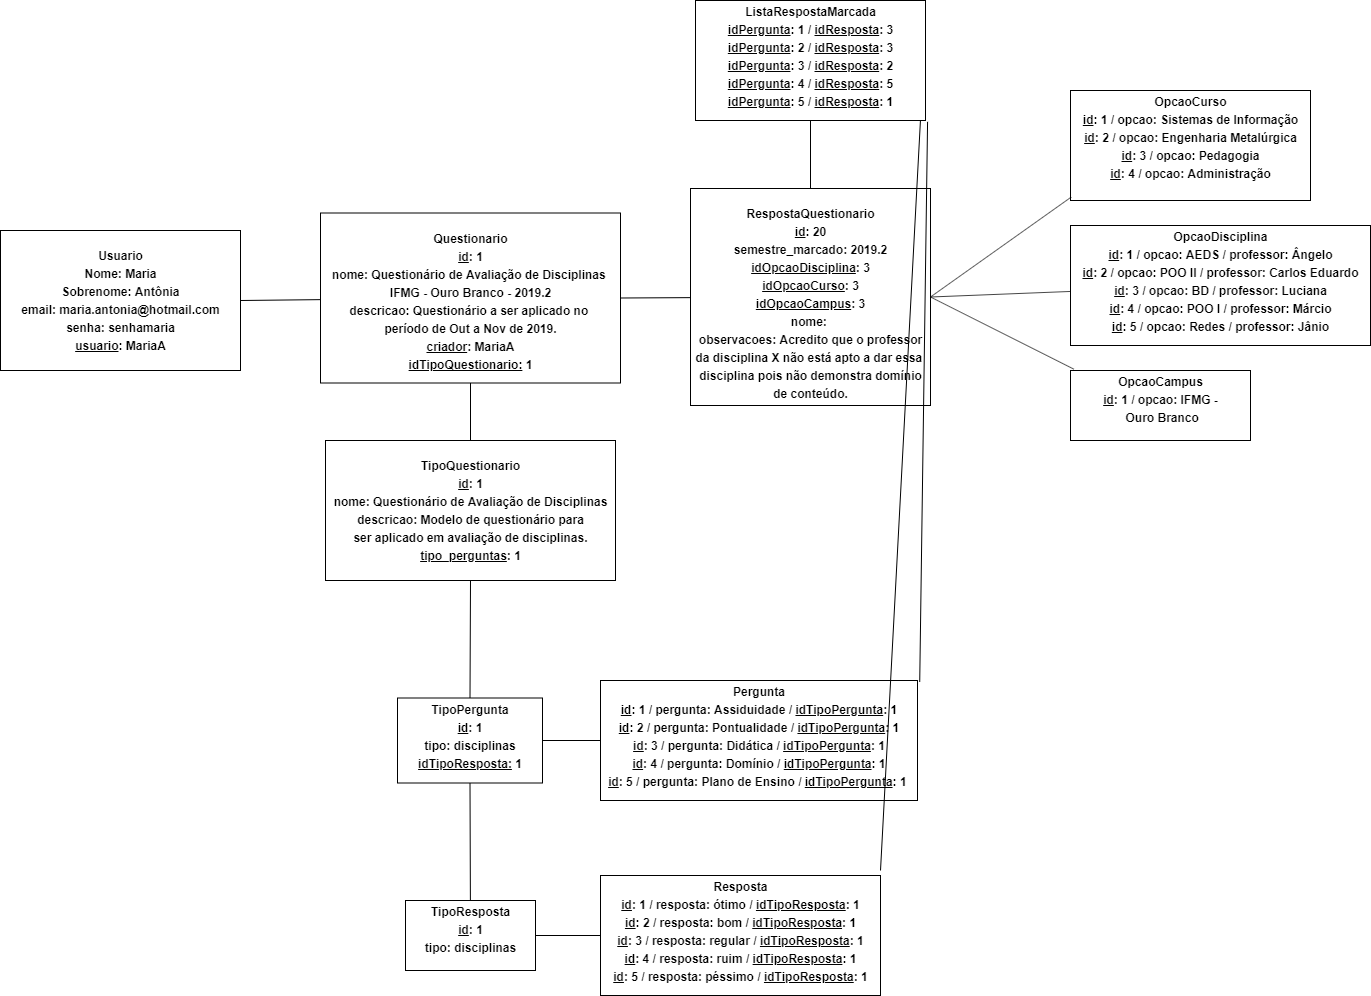 ListaRespostaMarcada
idPergunta: 1 / idResposta: 3
idPergunta: 2 / idResposta: 3
idPergunta: 3 / idResposta: 2
idPergunta: 4 / idResposta: 5
idPergunta: 5 / idResposta: 1
OpcaoCurso
id: 1 / opcao: Sistemas de Informação
id: 2 / opcao: Engenharia Metalúrgica
id: 3 / opcao: Pedagogia
id: 4 / opcao: Administração
Usuario
Nome: Maria
Sobrenome: Antônia
email: maria.antonia@hotmail.com
senha: senhamaria
usuario: MariaA
Questionario
id: 1
nome: Questionário de Avaliação de Disciplinas
IFMG - Ouro Branco - 2019.2
descricao: Questionário a ser aplicado no
período de Out a Nov de 2019.
criador: MariaA
idTipoQuestionario: 1
RespostaQuestionario
id: 20
semestre_marcado: 2019.2
idOpcaoDisciplina: 3
idOpcaoCurso: 3
idOpcaoCampus: 3
nome:
observacoes: Acredito que o professor
da disciplina X não está apto a dar essa
disciplina pois não demonstra domínio
de conteúdo.
OpcaoDisciplina
id: 1 / opcao: AEDS / professor: Ângelo
id: 2 / opcao: POO II / professor: Carlos Eduardo
id: 3 / opcao: BD / professor: Luciana
id: 4 / opcao: POO I / professor: Márcio
id: 5 / opcao: Redes / professor: Jânio
OpcaoCampus
id: 1 / opcao: IFMG -
Ouro Branco
TipoQuestionario
id: 1
nome: Questionário de Avaliação de Disciplinas
descricao: Modelo de questionário para
ser aplicado em avaliação de disciplinas.
tipo_perguntas: 1
TipoPergunta
id: 1
tipo: disciplinas
idTipoResposta: 1
Pergunta
id: 1 / pergunta: Assiduidade / idTipoPergunta: 1
id: 2 / pergunta: Pontualidade / idTipoPergunta: 1
id: 3 / pergunta: Didática / idTipoPergunta: 1
id: 4 / pergunta: Domínio / idTipoPergunta: 1
id: 5 / pergunta: Plano de Ensino / idTipoPergunta: 1
TipoResposta
id: 1
tipo: disciplinas
Resposta
id: 1 / resposta: ótimo / idTipoResposta: 1
id: 2 / resposta: bom / idTipoResposta: 1
id: 3 / resposta: regular / idTipoResposta: 1
id: 4 / resposta: ruim / idTipoResposta: 1
id: 5 / resposta: péssimo / idTipoResposta: 1